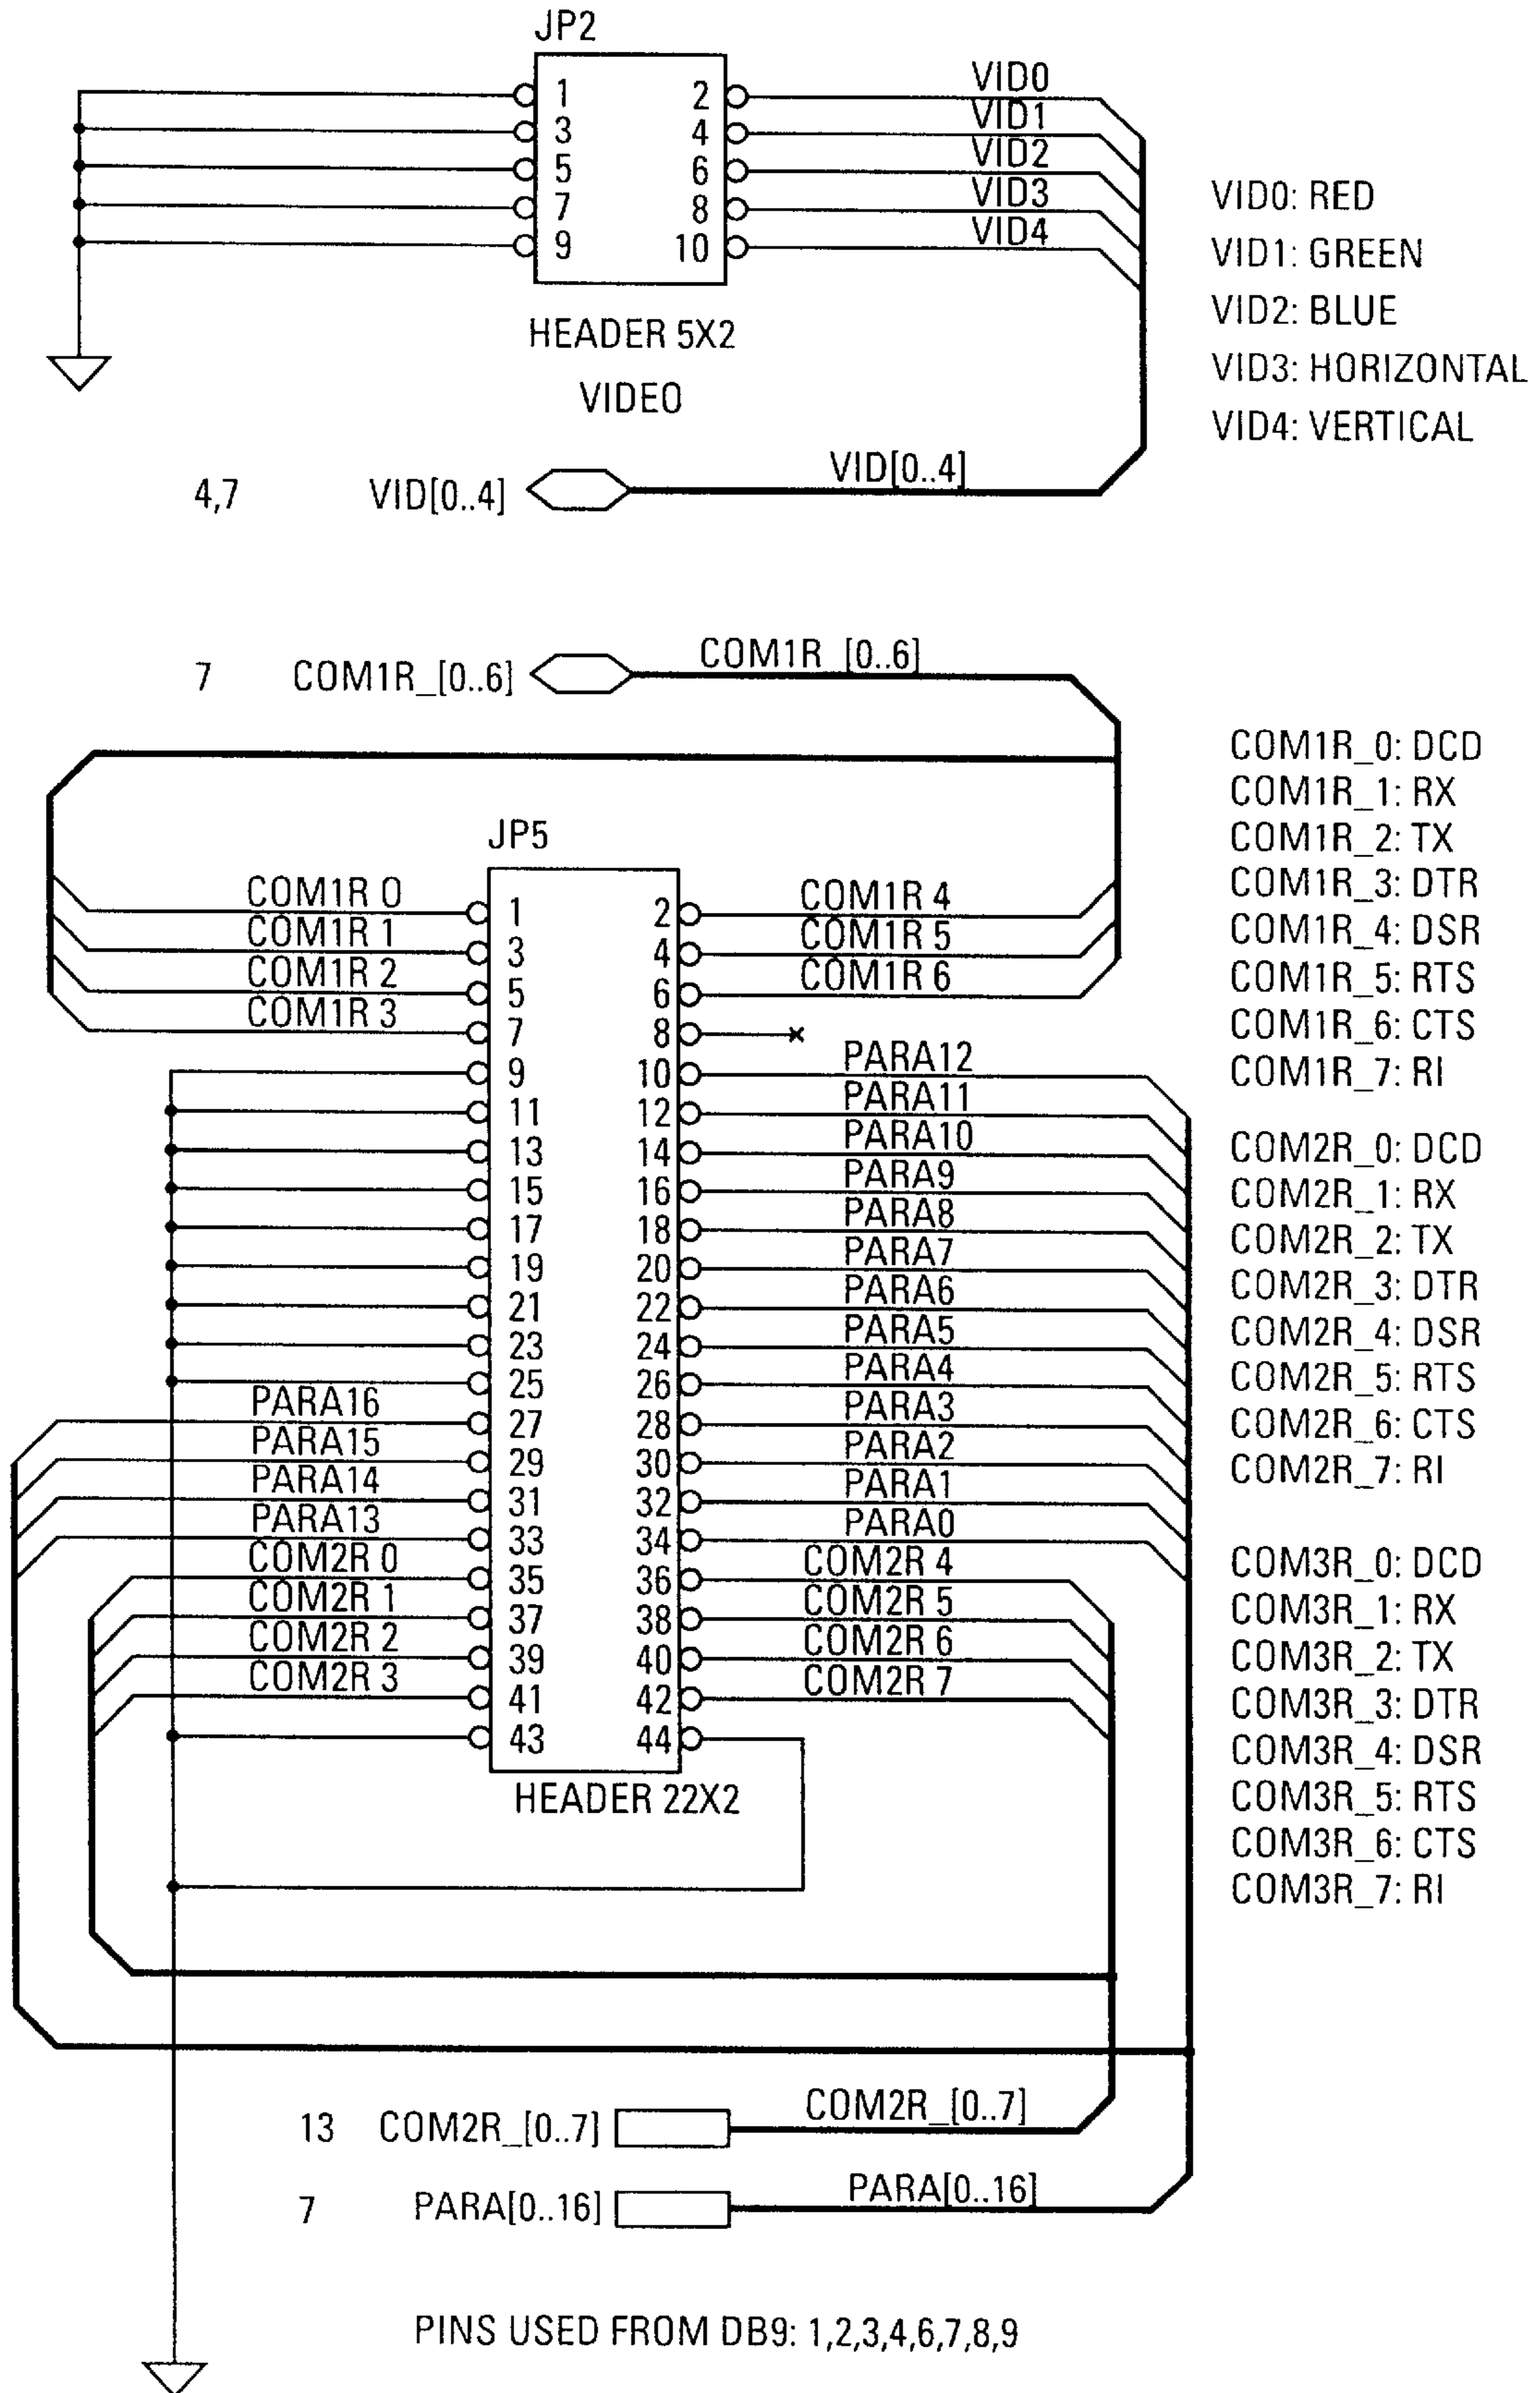 JP2
1 2 VID0
3 4 VID1
5 6 VID2
7 8 VID3
9 10 VID4
HEADER 5X2
VIDEO
VID0: RED
VID1: GREEN
VID2: BLUE
VID3: HORIZONTAL
VID4: VERTICAL
4,7 VID[0..4] VID[0..4]
7 COM1R_[0..6] COM1R_[0..6]
JP5
COM1R 0 1 2 COM1R 4
COM1R 1 3 4 COM1R 5
COM1R 2 5 6 COM1R 6
COM1R 3 7 8
9 10 PARA12
11 12 PARA11
13 14 PARA10
15 16 PARA9
17 18 PARA8
19 20 PARA7
21 22 PARA6
23 24 PARA5
25 26 PARA4
PARA16 27 28 PARA3
PARA15 29 30 PARA2
PARA14 31 32 PARA1
PARA13 33 34 PARA0
COM2R 0 35 36 COM2R 4
COM2R 1 37 38 COM2R 5
COM2R 2 39 40 COM2R 6
COM2R 3 41 42 COM2R 7
43 44
HEADER 22X2
COM1R_0: DCD
COM1R_1: RX
COM1R_2: TX
COM1R_3: DTR
COM1R_4: DSR
COM1R_5: RTS
COM1R_6: CTS
COM1R_7: RI
COM2R_0: DCD
COM2R_1: RX
COM2R_2: TX
COM2R_3: DTR
COM2R_4: DSR
COM2R_5: RTS
COM2R_6: CTS
COM2R_7: RI
COM3R_0: DCD
COM3R_1: RX
COM3R_2: TX
COM3R_3: DTR
COM3R_4: DSR
COM3R_5: RTS
COM3R_6: CTS
COM3R_7: RI
13 COM2R_[0..7] COM2R_[0..7]
7 PARA[0..16] PARA[0..16]
PINS USED FROM DB9: 1,2,3,4,6,7,8,9